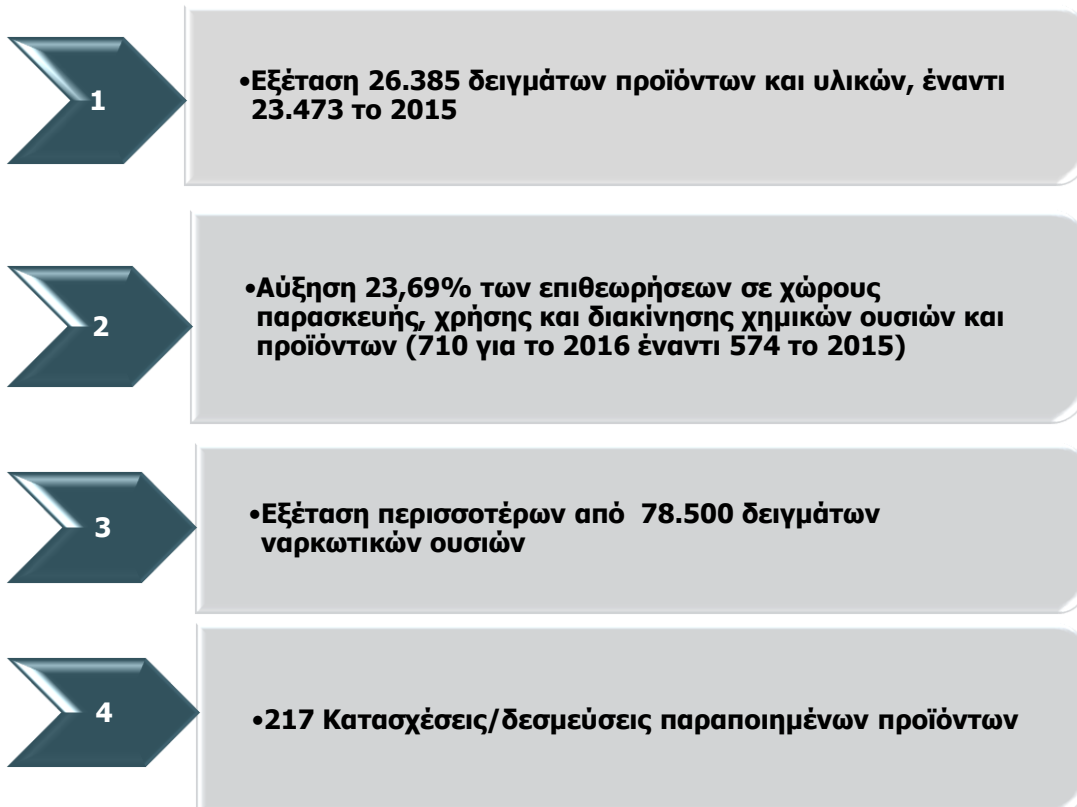 1
•Εξέταση 26.385 δειγμάτων προϊόντων και υλικών, έναντι
23.473 το 2015
2
•Αύξηση 23,69% των επιθεωρήσεων σε χώρους
παρασκευής, χρήσης και διακίνησης χημικών ουσιών και
προϊόντων (710 για το 2016 έναντι 574 το 2015)
3
•Εξέταση περισσοτέρων από  78.500 δειγμάτων
ναρκωτικών ουσιών
4
•217 Κατασχέσεις/δεσμεύσεις παραποιημένων προϊόντων